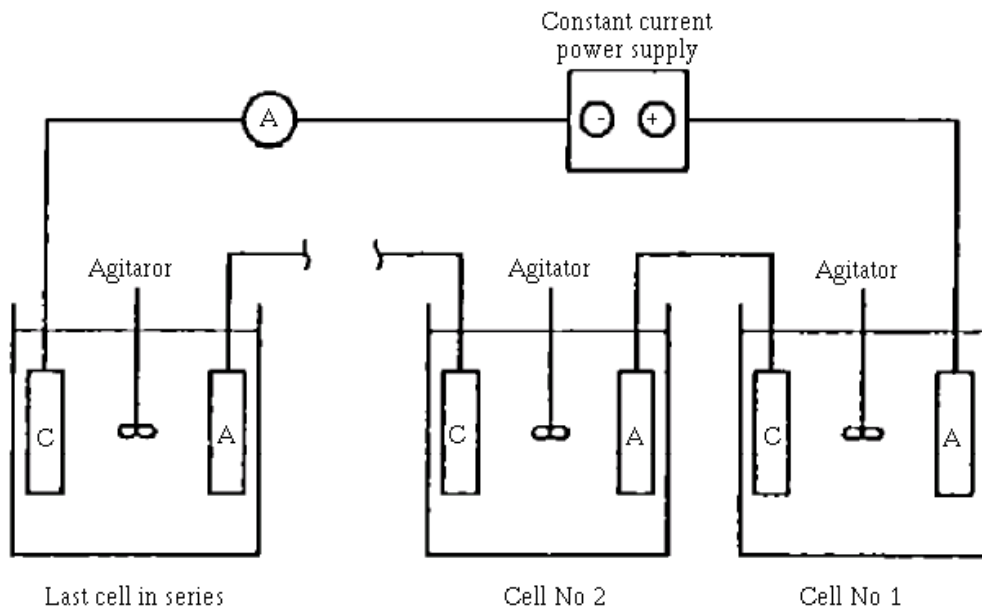 Constant current
power supply
A
- +
Agitaror
Agitator
Agitator
C
A
C
A
C
A
Last cell in series
Cell No 2
Cell No 1